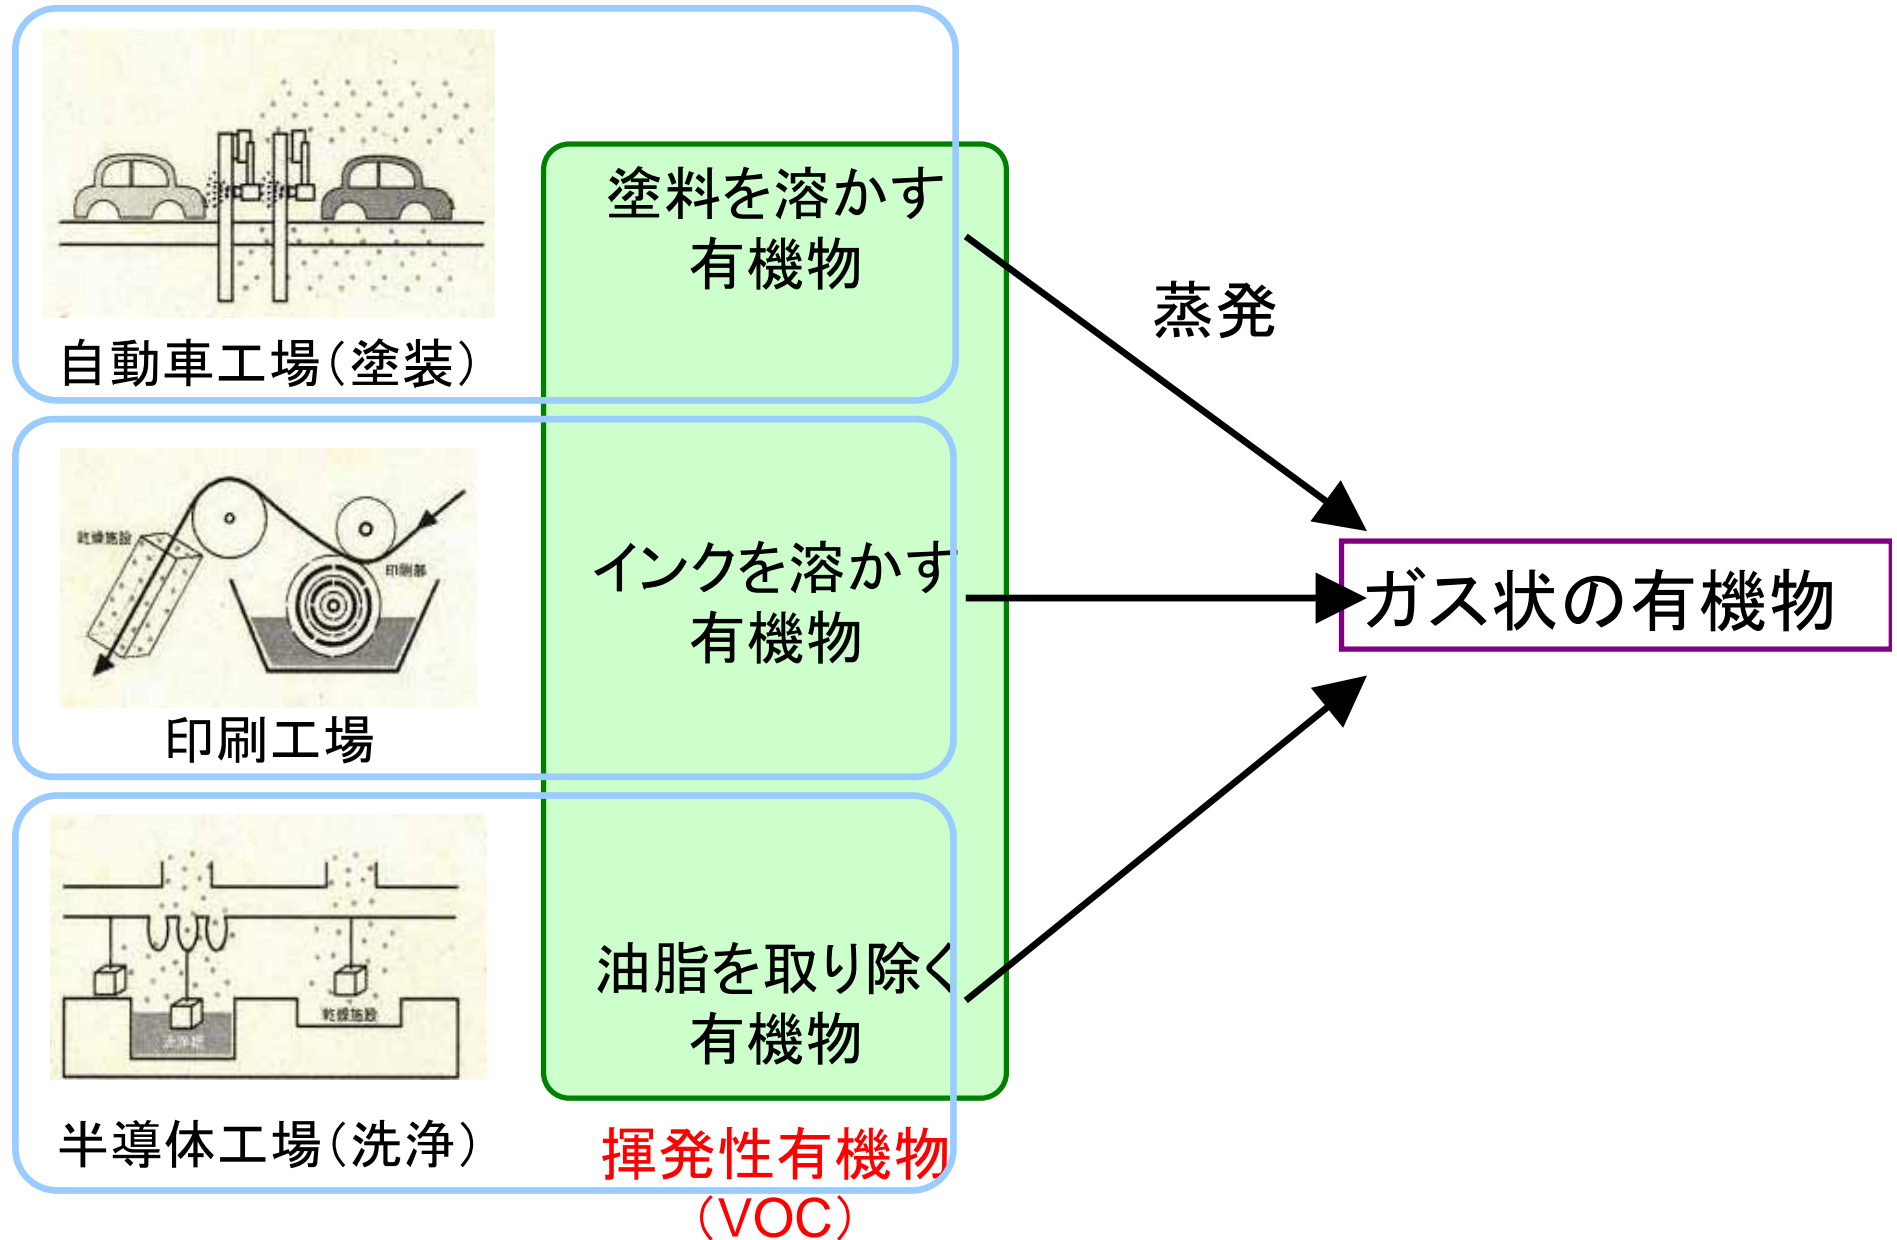 塗料を溶かす
有機物
蒸発
自動車工場（塗装）
乾燥施設
印刷部
インクを溶かす
有機物
ガス状の有機物
印刷工場
油脂を取り除く
有機物
乾燥施設
洗浄槽
半導体工場（洗浄）
揮発性有機物
（VOC）